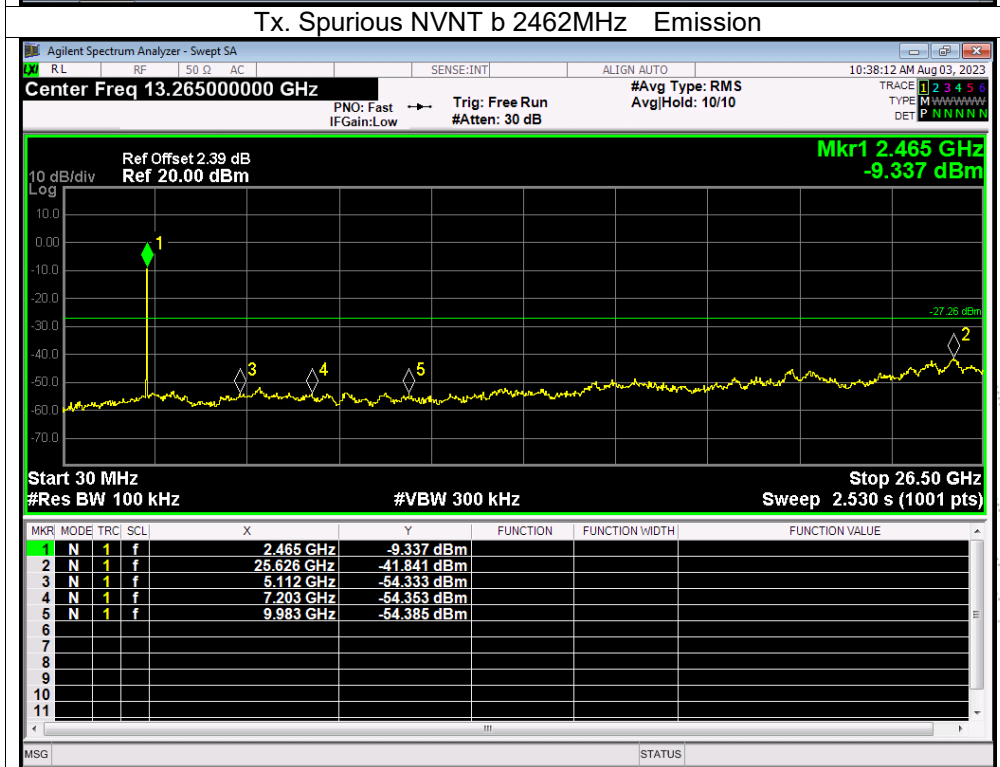 Tx. Spurious NVNT b 2462MHz Emission
Agilent Spectrum Analyzer - Swept SA
LXI RL RF 50 Ω AC SENSE:INT ALIGN AUTO 10:38:12 AM Aug 03, 2023
Center Freq 13.265000000 GHz #Avg Type: RMS TRACE 1 2 3 4 5 6
PNO: Fast Trig: Free Run Avg|Hold: 10/10 TYPE M WWWWW
IFGain:Low #Atten: 30 dB DET P N N N N N
Mkr1 2.465 GHz
Ref Offset 2.39 dB
10 dB/div Ref 20.00 dBm -9.337 dBm
Log
10.0
0.00
1
-10.0
-20.0
-27.26 dBm
-30.0
2
-40.0
3 4 5
-50.0
-60.0
-70.0
Start 30 MHz Stop 26.50 GHz
#Res BW 100 kHz #VBW 300 kHz Sweep 2.530 s (1001 pts)
MKR MODE TRC SCL X Y FUNCTION FUNCTION WIDTH FUNCTION VALUE
1 N 1 f 2.465 GHz -9.337 dBm
2 N 1 f 25.626 GHz -41.841 dBm
3 N 1 f 5.112 GHz -54.333 dBm
4 N 1 f 7.203 GHz -54.353 dBm
5 N 1 f 9.983 GHz -54.385 dBm
6
7
8
9
10
11
MSG STATUS